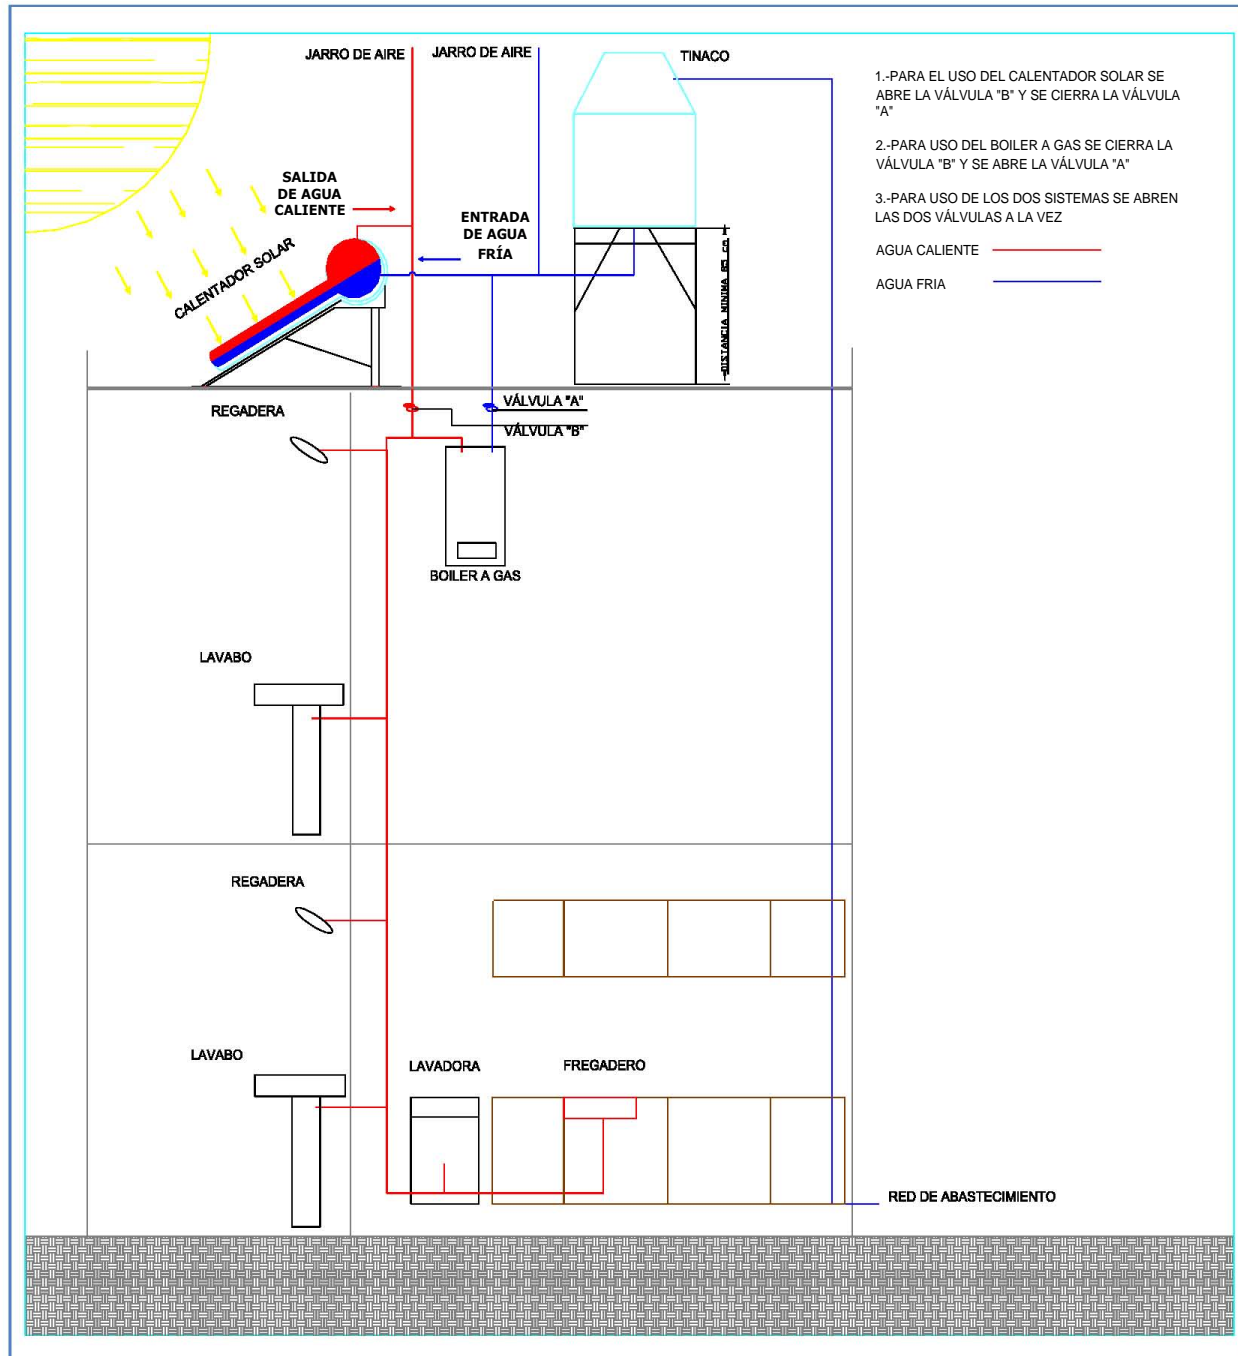 JARRO DE AIRE
JARRO DE AIRE
TINACO
1.-PARA EL USO DEL CALENTADOR SOLAR SE
ABRE LA VÁLVULA "B" Y SE CIERRA LA VÁLVULA
"A"
2.-PARA USO DEL BOILER A GAS SE CIERRA LA
VÁLVULA "B" Y SE ABRE LA VÁLVULA "A"
3.-PARA USO DE LOS DOS SISTEMAS SE ABREN
LAS DOS VÁLVULAS A LA VEZ
AGUA CALIENTE
AGUA FRIA
SALIDA
DE AGUA
CALIENTE
ENTRADA
DE AGUA
FRÍA
CALENTADOR SOLAR
DISTANCIA MINIMA 85 cm
REGADERA
VÁLVULA "A"
VÁLVULA "B"
BOILER A GAS
LAVABO
REGADERA
LAVABO
LAVADORA
FREGADERO
RED DE ABASTECIMIENTO